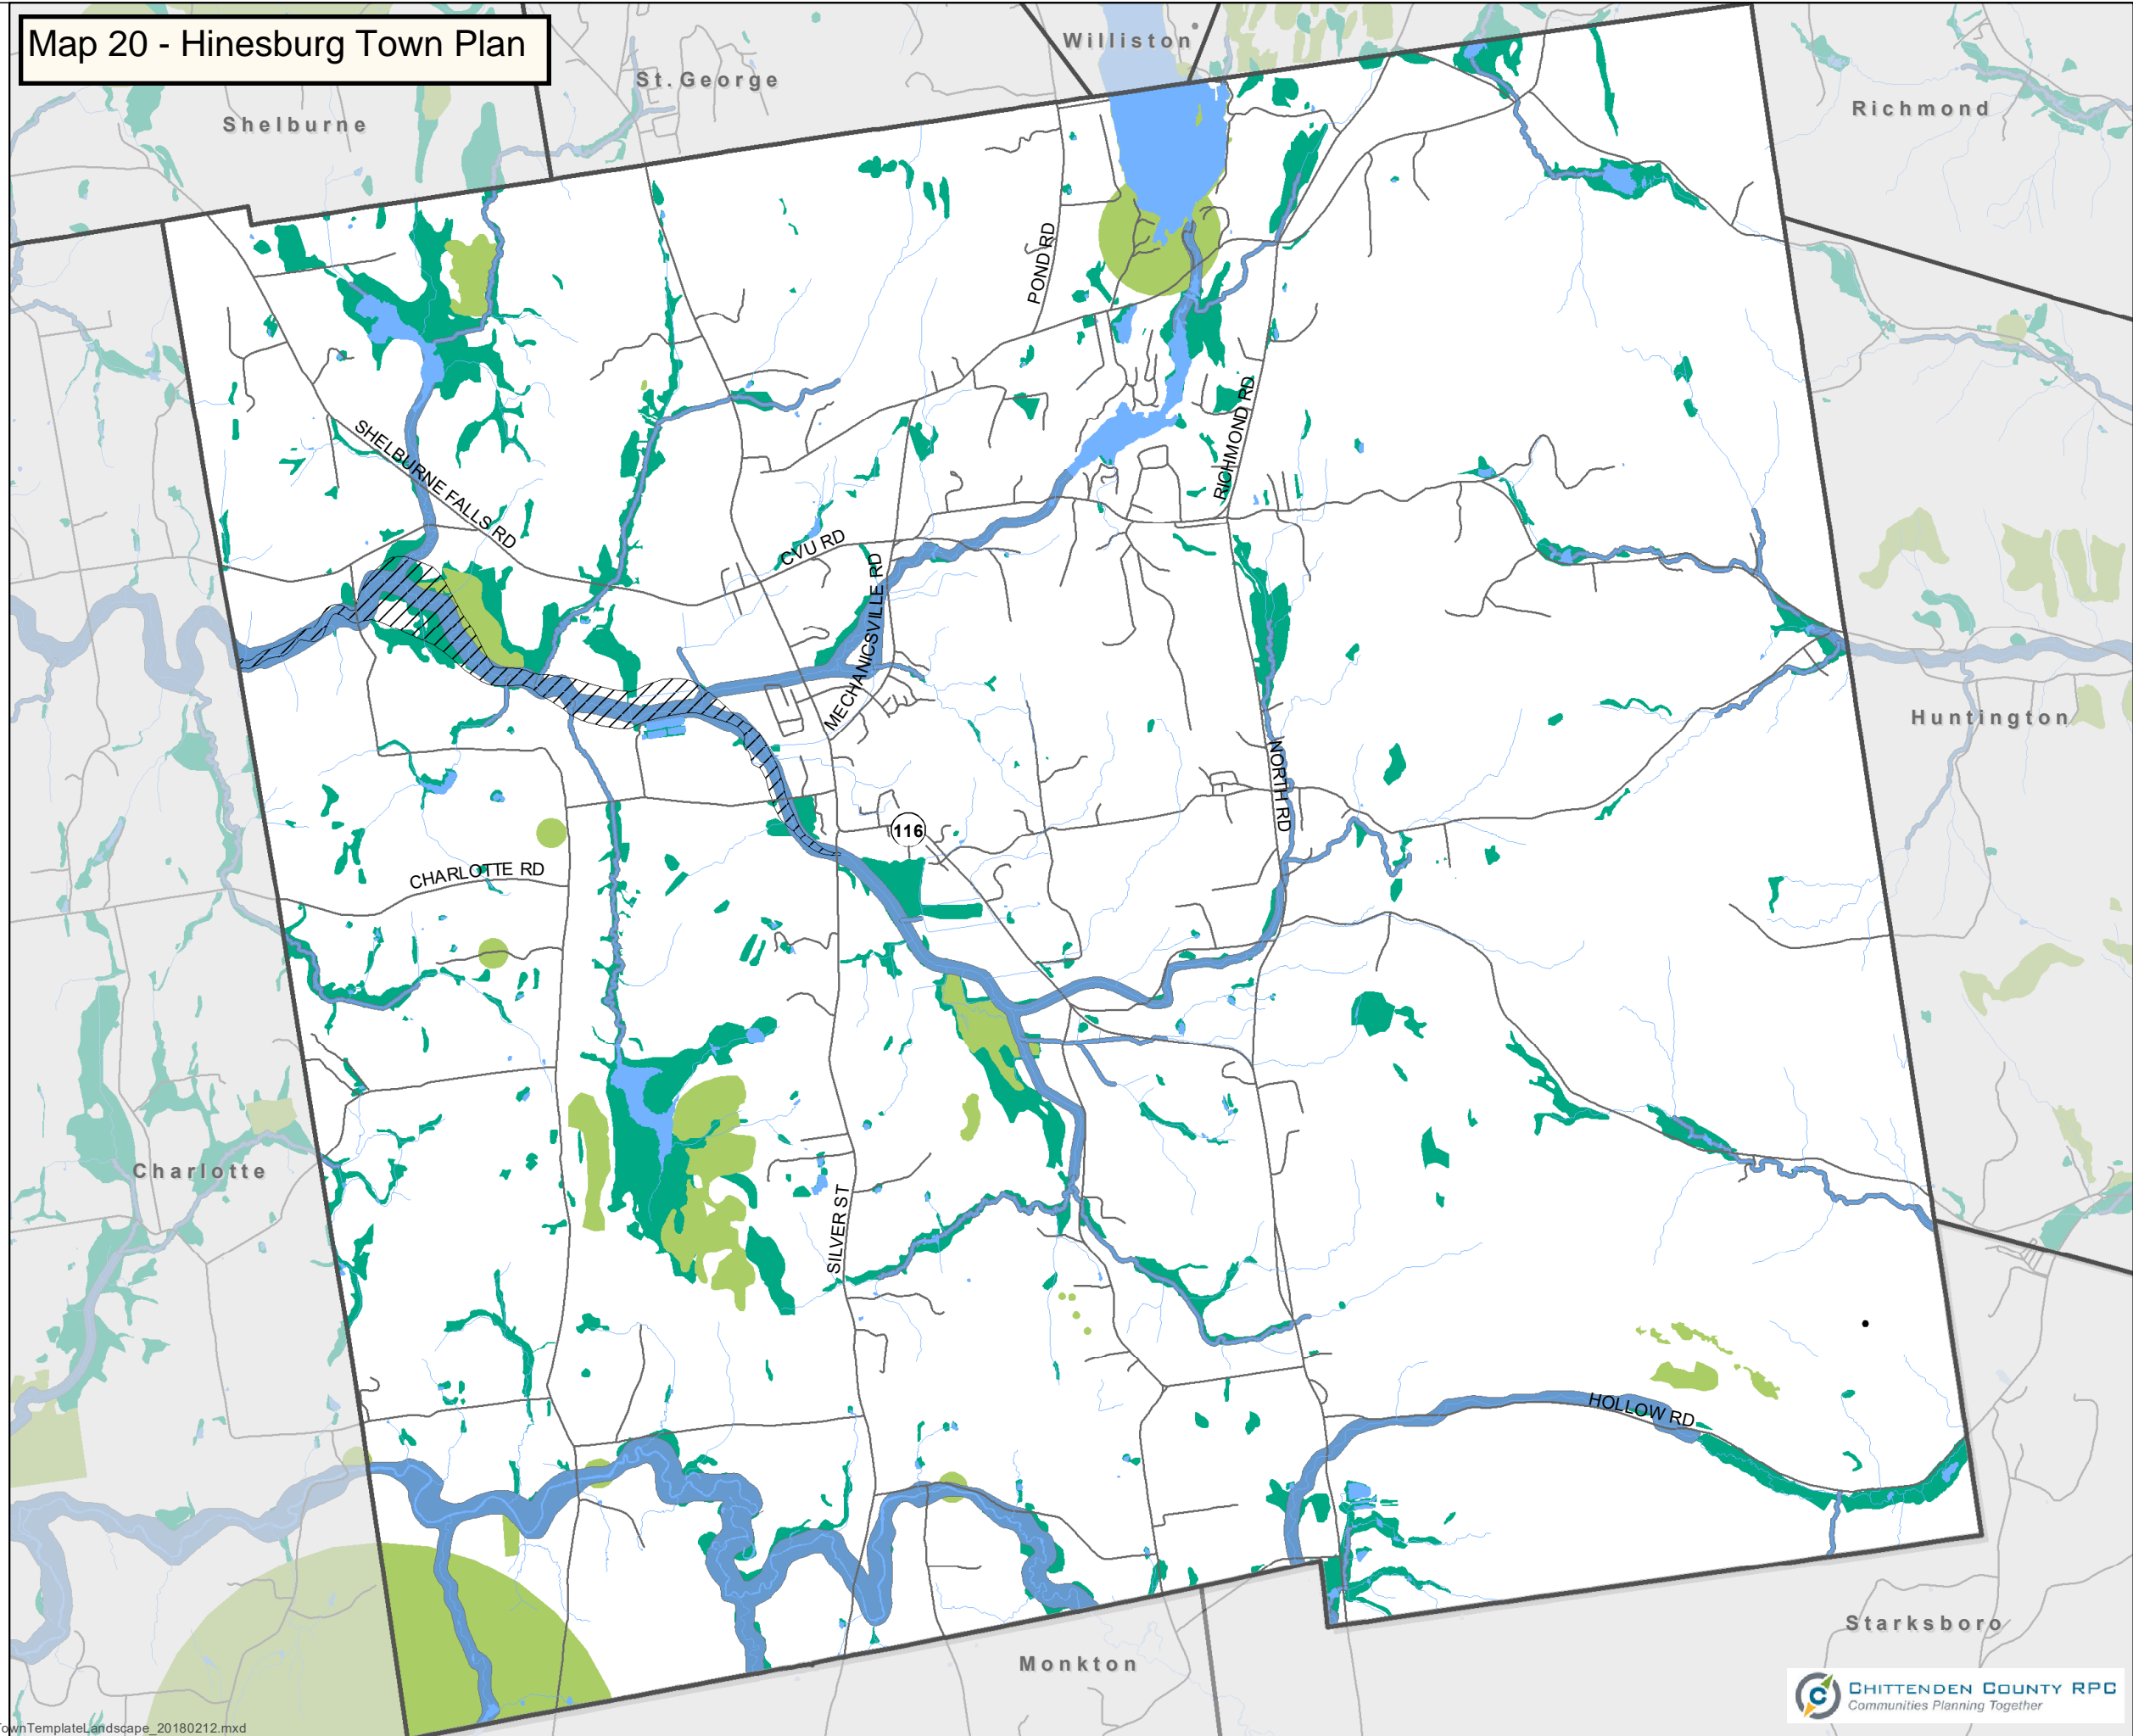 Map 20 - Hinesburg Town Plan
Williston
St.George
Richmond
Shelburne
POND RD
RICHMOND RD
SHELBURNE FALLS RD
CVU RD
MECHANICSVILLE RD
Huntington
NORTH RD
116
CHARLOTTE RD
Charlotte
SILVER ST
HOLLOW RD
Starksboro
Monkton
CHITTENDEN COUNTY RPC
Communities Planning Together
ownTemplateLandscape_20180212.mxd